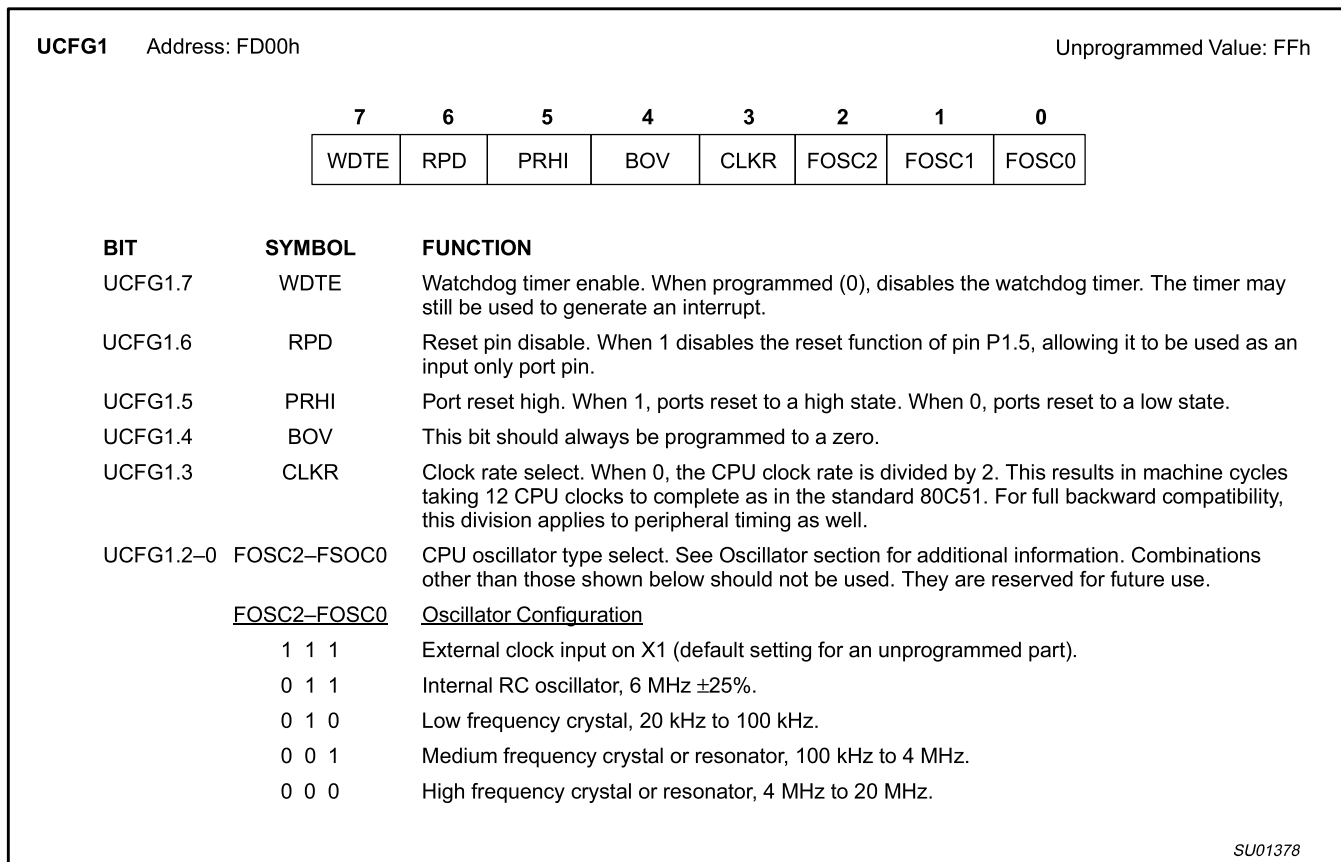 UCFG1 Address: FD00h Unprogrammed Value: FFh
7 6 5 4 3 2 1 0
WDTE RPD PRHI BOV CLKR FOSC2 FOSC1 FOSC0
BIT SYMBOL FUNCTION
UCFG1.7 WDTE Watchdog timer enable. When programmed (0), disables the watchdog timer. The timer may
still be used to generate an interrupt.
UCFG1.6 RPD Reset pin disable. When 1 disables the reset function of pin P1.5, allowing it to be used as an
input only port pin.
UCFG1.5 PRHI Port reset high. When 1, ports reset to a high state. When 0, ports reset to a low state.
UCFG1.4 BOV This bit should always be programmed to a zero.
UCFG1.3 CLKR Clock rate select. When 0, the CPU clock rate is divided by 2. This results in machine cycles
taking 12 CPU clocks to complete as in the standard 80C51. For full backward compatibility,
this division applies to peripheral timing as well.
UCFG1.2–0 FOSC2–FSOC0 CPU oscillator type select. See Oscillator section for additional information. Combinations
other than those shown below should not be used. They are reserved for future use.
FOSC2–FOSC0 Oscillator Configuration
1 1 1 External clock input on X1 (default setting for an unprogrammed part).
0 1 1 Internal RC oscillator, 6 MHz ±25%.
0 1 0 Low frequency crystal, 20 kHz to 100 kHz.
0 0 1 Medium frequency crystal or resonator, 100 kHz to 4 MHz.
0 0 0 High frequency crystal or resonator, 4 MHz to 20 MHz.
SU01378